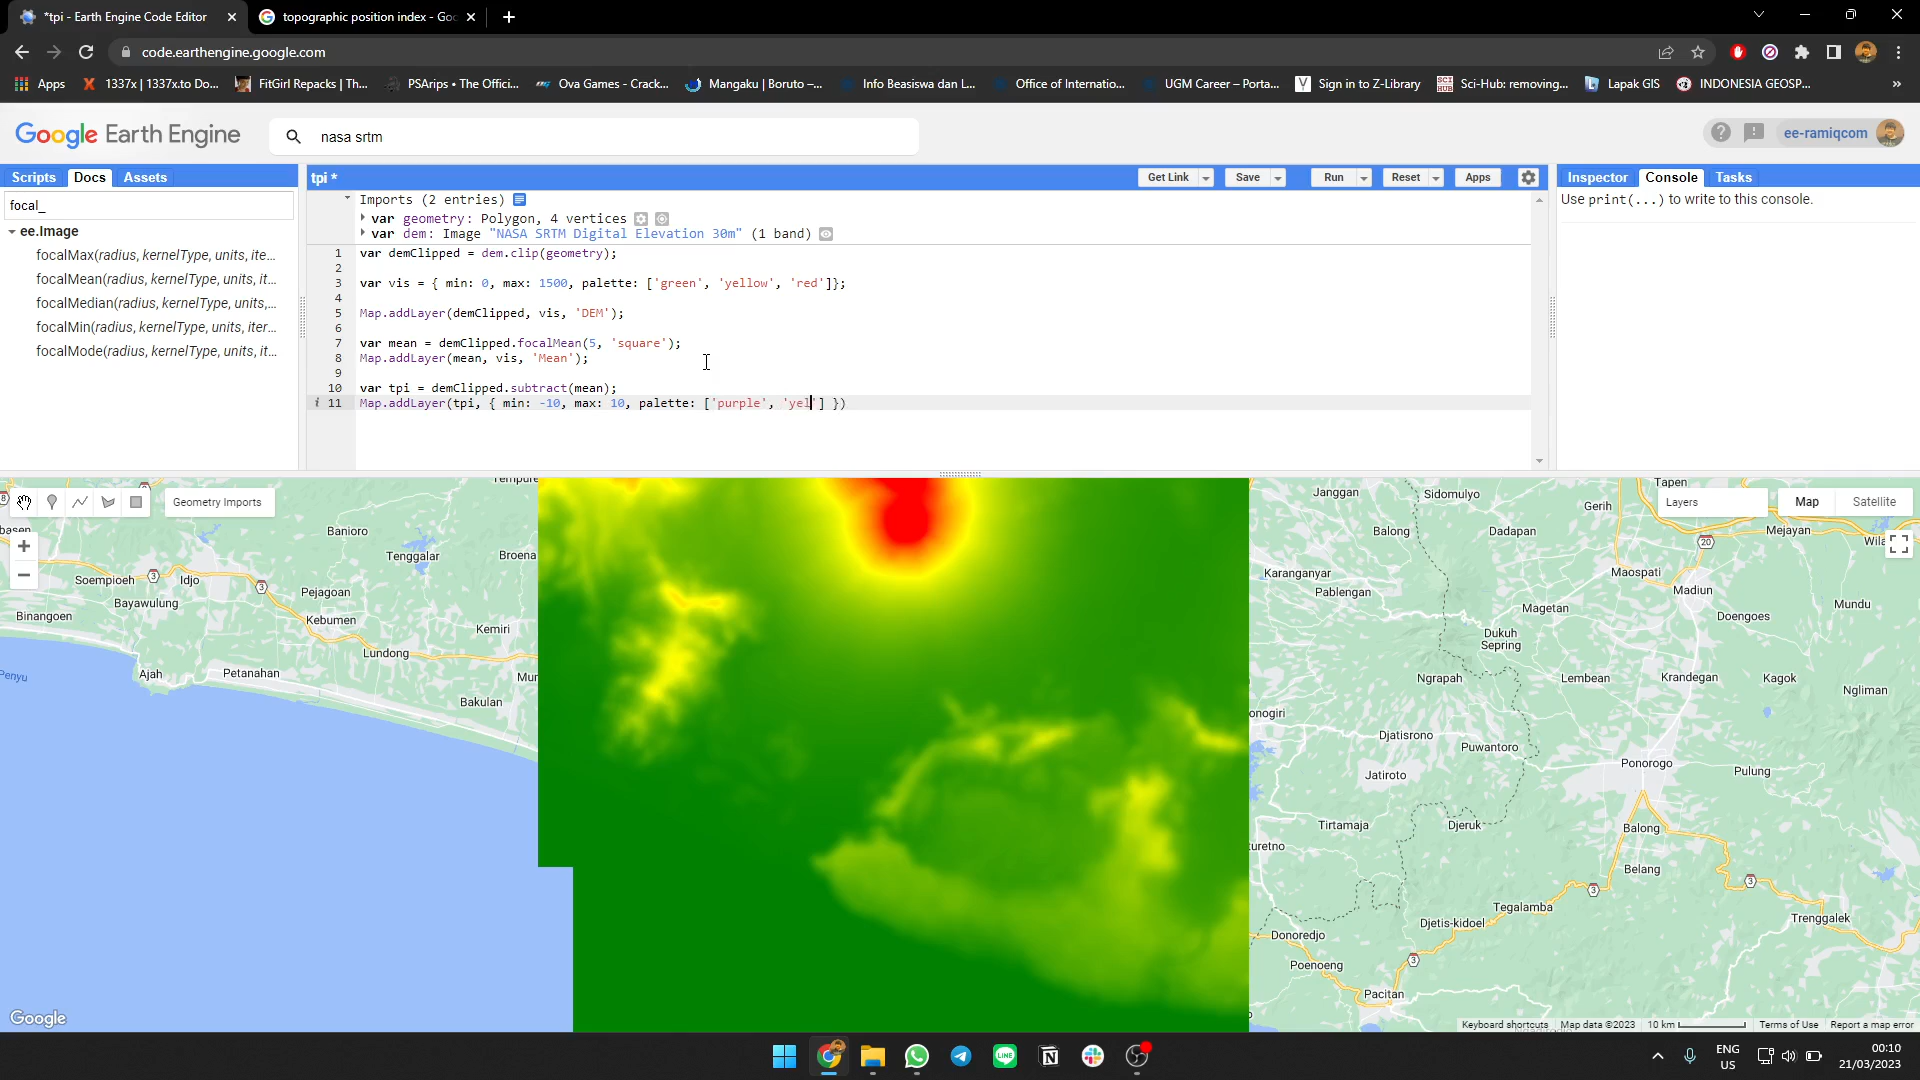 *tpi - Earth Engine Code Editor
topographic position index - Goo
code.earthengine.google.com
Apps
1337x | 1337x.to Do...
FitGirl Repacks | Th...
PSArips • The Offici...
Ova Games - Crack...
Mangaku | Boruto –...
Info Beasiswa dan L...
Office of Internatio...
UGM Career – Porta...
Sign in to Z-Library
Sci-Hub: removing...
Lapak GIS
INDONESIA GEOSP...
»
Google Earth Engine
nasa srtm
ee-ramiqcom
Scripts
Docs
Assets
focal_
ee.Image
focalMax(radius, kernelType, units, ite...
focalMean(radius, kernelType, units, it...
focalMedian(radius, kernelType, units,...
focalMin(radius, kernelType, units, iter...
focalMode(radius, kernelType, units, it...
tpi *
Get Link
Save
Run
Reset
Apps
Imports (2 entries)
var geometry: Polygon, 4 vertices
var dem: Image "NASA SRTM Digital Elevation 30m" (1 band)
1 var demClipped = dem.clip(geometry);
2
3 var vis = { min: 0, max: 1500, palette: ['green', 'yellow', 'red']};
4
5 Map.addLayer(demClipped, vis, 'DEM');
6
7 var mean = demClipped.focalMean(5, 'square');
8 Map.addLayer(mean, vis, 'Mean');
9
10 var tpi = demClipped.subtract(mean);
i 11 Map.addLayer(tpi, { min: -10, max: 10, palette: ['purple', 'yel'] })
Inspector
Console
Tasks
Use print(...) to write to this console.
Geometry Imports
Layers
Map
Satellite
+
−
Banioro
Tenggalar
Broena
Soempioeh
3
Idjo
3
Bayawulung
Pejagoan
Binangoen
Kebumen
Kemiri
Lundong
3
Ajah
Petanahan
Mur
Bakulan
Penyu
Janggan
Sidomulyo
Tapen
Gerih
Balong
Dadapan
Mejayan
20
Wila
Karanganyar
Maospati
Pablengan
Madiun
Magetan
Doengoes
Mundu
Dukuh
Sepring
Ngrapah
Lembean
Krandegan
Kagok
Ngliman
onogiri
Djatisrono
Puwantoro
Ponorogo
Jatiroto
Pulung
Tirtamaja
Djeruk
Balong
uretno
Belang
3
3
Tegalamba
Djetis-kidoel
Trenggalek
Donoredjo
3
Poenoeng
Pacitan
Google
Keyboard shortcuts
Map data ©2023
10 km
Terms of Use
Report a map error
ENG
US
00:10
21/03/2023